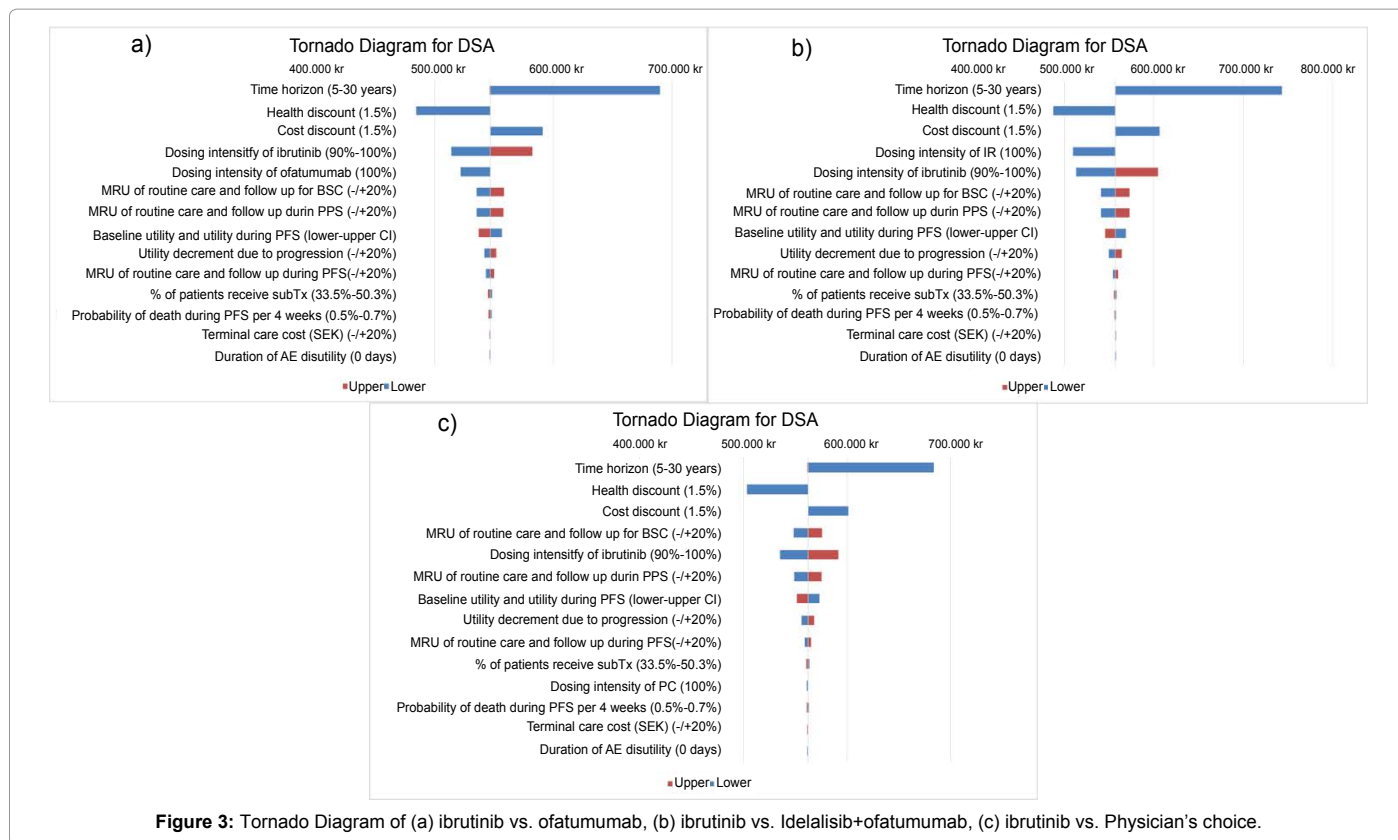 a)
Tornado Diagram for DSA
400.000 kr 500.000 kr 600.000 kr 700.000 kr
Time horizon (5-30 years)
Health discount (1.5%)
Cost discount (1.5%)
Dosing intensitfy of ibrutinib (90%-100%)
Dosing intensity of ofatumumab (100%)
MRU of routine care and follow up for BSC (-/+20%)
MRU of routine care and follow up durin PPS (-/+20%)
Baseline utility and utility during PFS (lower-upper CI)
Utility decrement due to progression (-/+20%)
MRU of routine care and follow up during PFS(-/+20%)
% of patients receive subTx (33.5%-50.3%)
Probability of death during PFS per 4 weeks (0.5%-0.7%)
Terminal care cost (SEK) (-/+20%)
Duration of AE disutility (0 days)
Upper Lower
b)
Tornado Diagram for DSA
400.000 kr 500.000 kr 600.000 kr 700.000 kr 800.000 kr
Time horizon (5-30 years)
Health discount (1.5%)
Cost discount (1.5%)
Dosing intensity of IR (100%)
Dosing intensity of ibrutinib (90%-100%)
MRU of routine care and follow up for BSC (-/+20%)
MRU of routine care and follow up durin PPS (-/+20%)
Baseline utility and utility during PFS (lower-upper CI)
Utility decrement due to progression (-/+20%)
MRU of routine care and follow up during PFS(-/+20%)
% of patients receive subTx (33.5%-50.3%)
Probability of death during PFS per 4 weeks (0.5%-0.7%)
Terminal care cost (SEK) (-/+20%)
Duration of AE disutility (0 days)
Upper Lower
c)
Tornado Diagram for DSA
400.000 kr 500.000 kr 600.000 kr 700.000 kr
Time horizon (5-30 years)
Health discount (1.5%)
Cost discount (1.5%)
MRU of routine care and follow up for BSC (-/+20%)
Dosing intensitfy of ibrutinib (90%-100%)
MRU of routine care and follow up durin PPS (-/+20%)
Baseline utility and utility during PFS (lower-upper CI)
Utility decrement due to progression (-/+20%)
MRU of routine care and follow up during PFS(-/+20%)
% of patients receive subTx (33.5%-50.3%)
Dosing intensity of PC (100%)
Probability of death during PFS per 4 weeks (0.5%-0.7%)
Terminal care cost (SEK) (-/+20%)
Duration of AE disutility (0 days)
Upper Lower
Figure 3: Tornado Diagram of (a) ibrutinib vs. ofatumumab, (b) ibrutinib vs. Idelalisib+ofatumumab, (c) ibrutinib vs. Physician's choice.